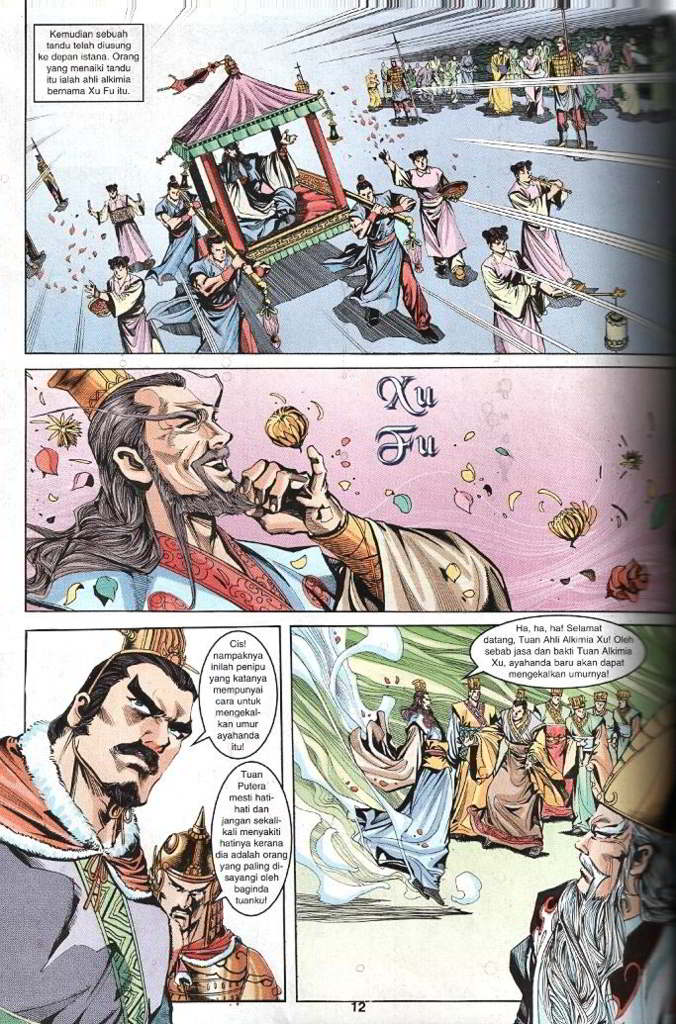 Kemudian sebuah
tandu telah diusung
ke depan istana. Orang
yang menaiki tandu
itu ialah ahli alkimia
bernama Xu Fu itu.
Xu
Fu
Cis!
nampaknya
inilah penipu
yang katanya
mempunyai
cara untuk
mengekal-
kan umur
ayahanda
itu!
Tuan
Putera
mesti hati-
hati dan
jangan sekali-
kali menyakiti
hatinya kerana
dia adalah orang
yang paling di-
sayangi oleh
baginda
tuanku!
Ha, ha, ha! Selamat
datang, Tuan Ahli Alkimia Xu! Oleh
sebab jasa dan bakti Tuan Alkimia
Xu, ayahanda baru akan dapat
mengekalkan umurnya!
12